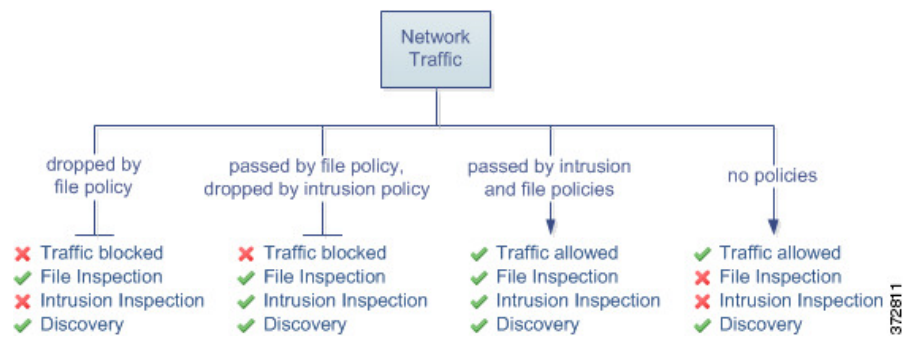 Network
Traffic
dropped by
file policy
passed by file policy,
dropped by intrusion policy
passed by intrusion
and file policies
no policies
Traffic blocked
File Inspection
Intrusion Inspection
Discovery
Traffic blocked
File Inspection
Intrusion Inspection
Discovery
Traffic allowed
File Inspection
Intrusion Inspection
Discovery
Traffic allowed
File Inspection
Intrusion Inspection
Discovery
372811